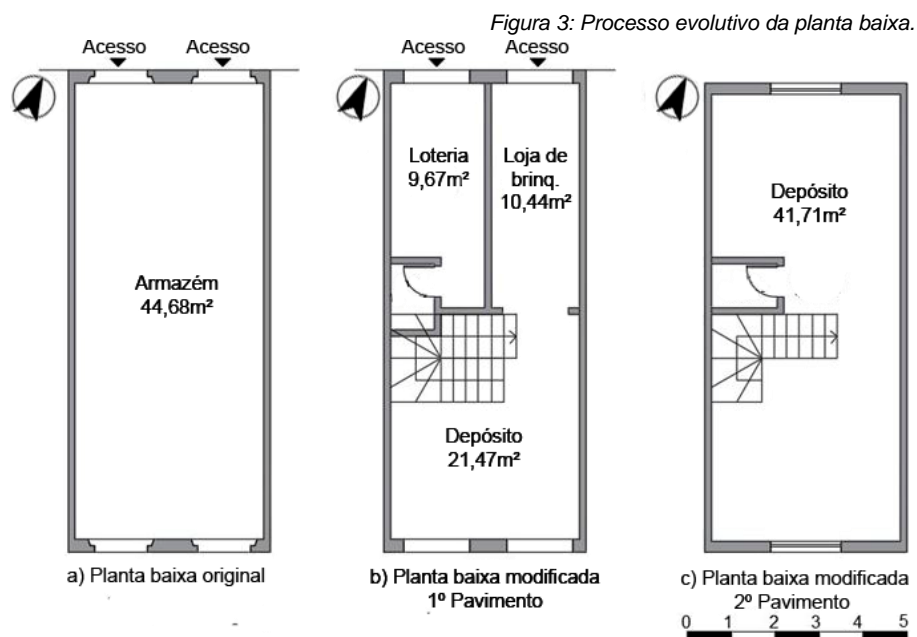 Figura 3: Processo evolutivo da planta baixa.
Acesso Acesso
Armazém
44,68m²
a) Planta baixa original
Acesso Acesso
Loteria
9,67m²
Loja de
brinq.
10,44m²
Depósito
21,47m²
b) Planta baixa modificada
1º Pavimento
Depósito
41,71m²
c) Planta baixa modificada
2º Pavimento
0 1 2 3 4 5